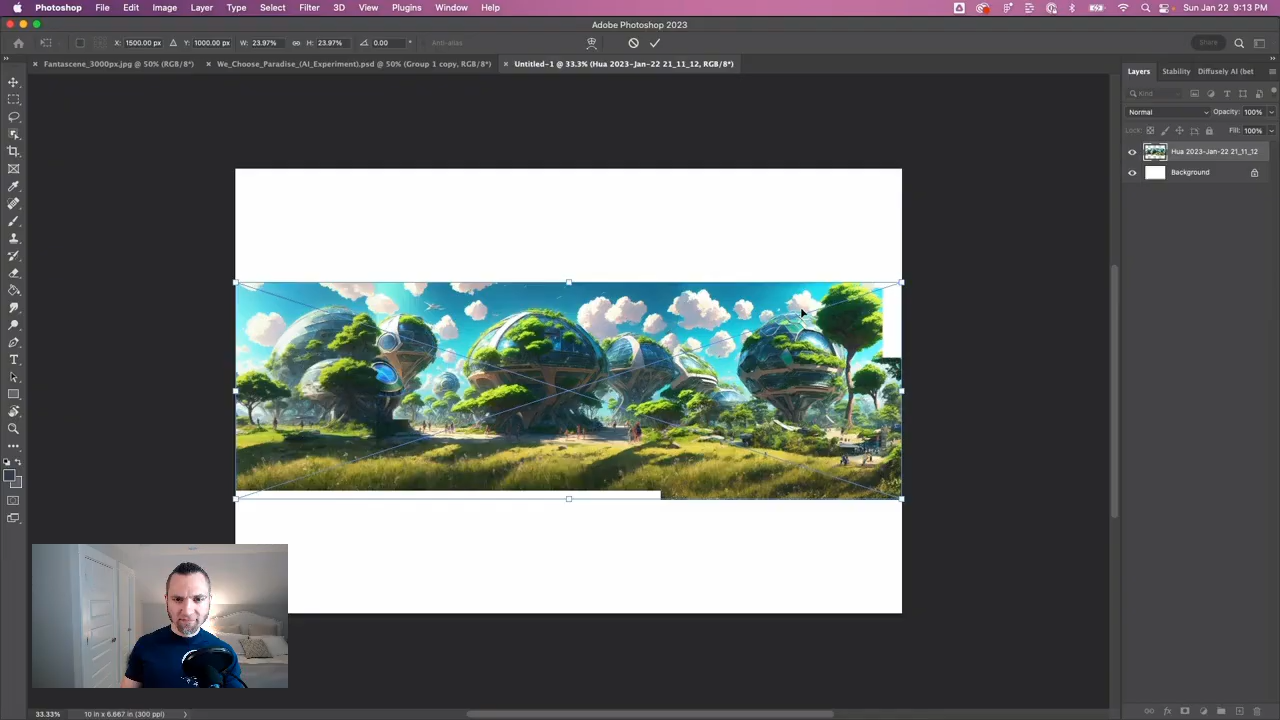 Photoshop File Edit Image Layer Type Select Filter 3D View Plugins Window Help Sun Jan 22 9:13 PM
Adobe Photoshop 2023
X: 1500.00 px Y: 1000.00 px W: 23.97% H: 23.97% 0.00 ° Anti-alias Share
Fantascene_3000px.jpg @ 50% (RGB/8*) We_Choose_Paradise_(AI_Experiment).psd @ 50% (Group 1 copy, RGB/8*) Untitled-1 @ 33.3% (Hua 2023-Jan-22 21_11_12, RGB/8*)
Layers Stability Diffusely AI (bet
Kind
Normal Opacity: 100%
Lock: Fill: 100%
Hua 2023-Jan-22 21_11_12
Background
33.33% 10 in x 6.667 in (300 ppi)